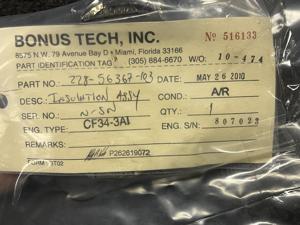 BONUS TECH, INC.
Nº 516133
8575 N.W. 79 Avenue Bay D • Miami, Florida 33166
PART IDENTIFICATION TAG (305) 884-6670 W/O: 10-474
PART NO. 228-56367-103 DATE: MAY 26 2010
DESC: INSULATION ASSY COND.: A/R
SER. NO.: N-SN QTY.: 1
ENG. TYPE: CF34-3A1 ENG. S/N: 807023
P262619072